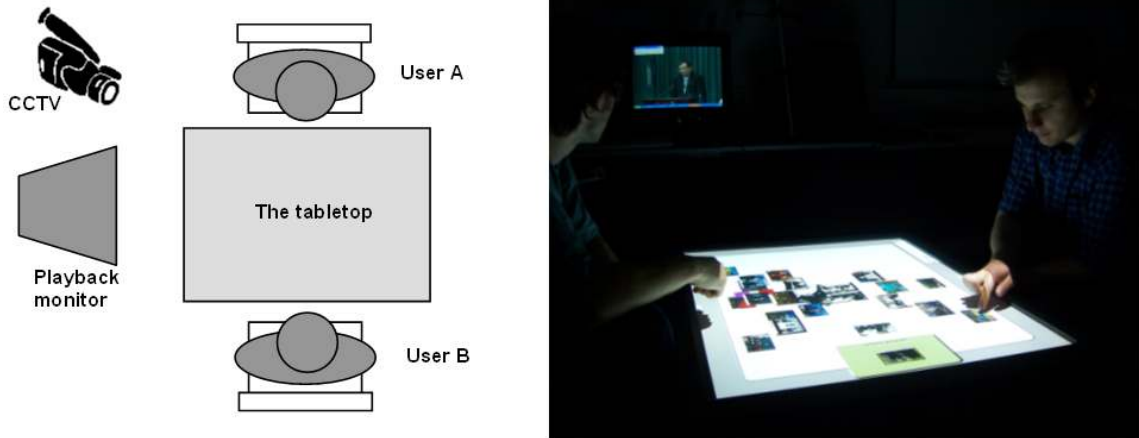 CCTV
User A
The tabletop
Playback
monitor
User B